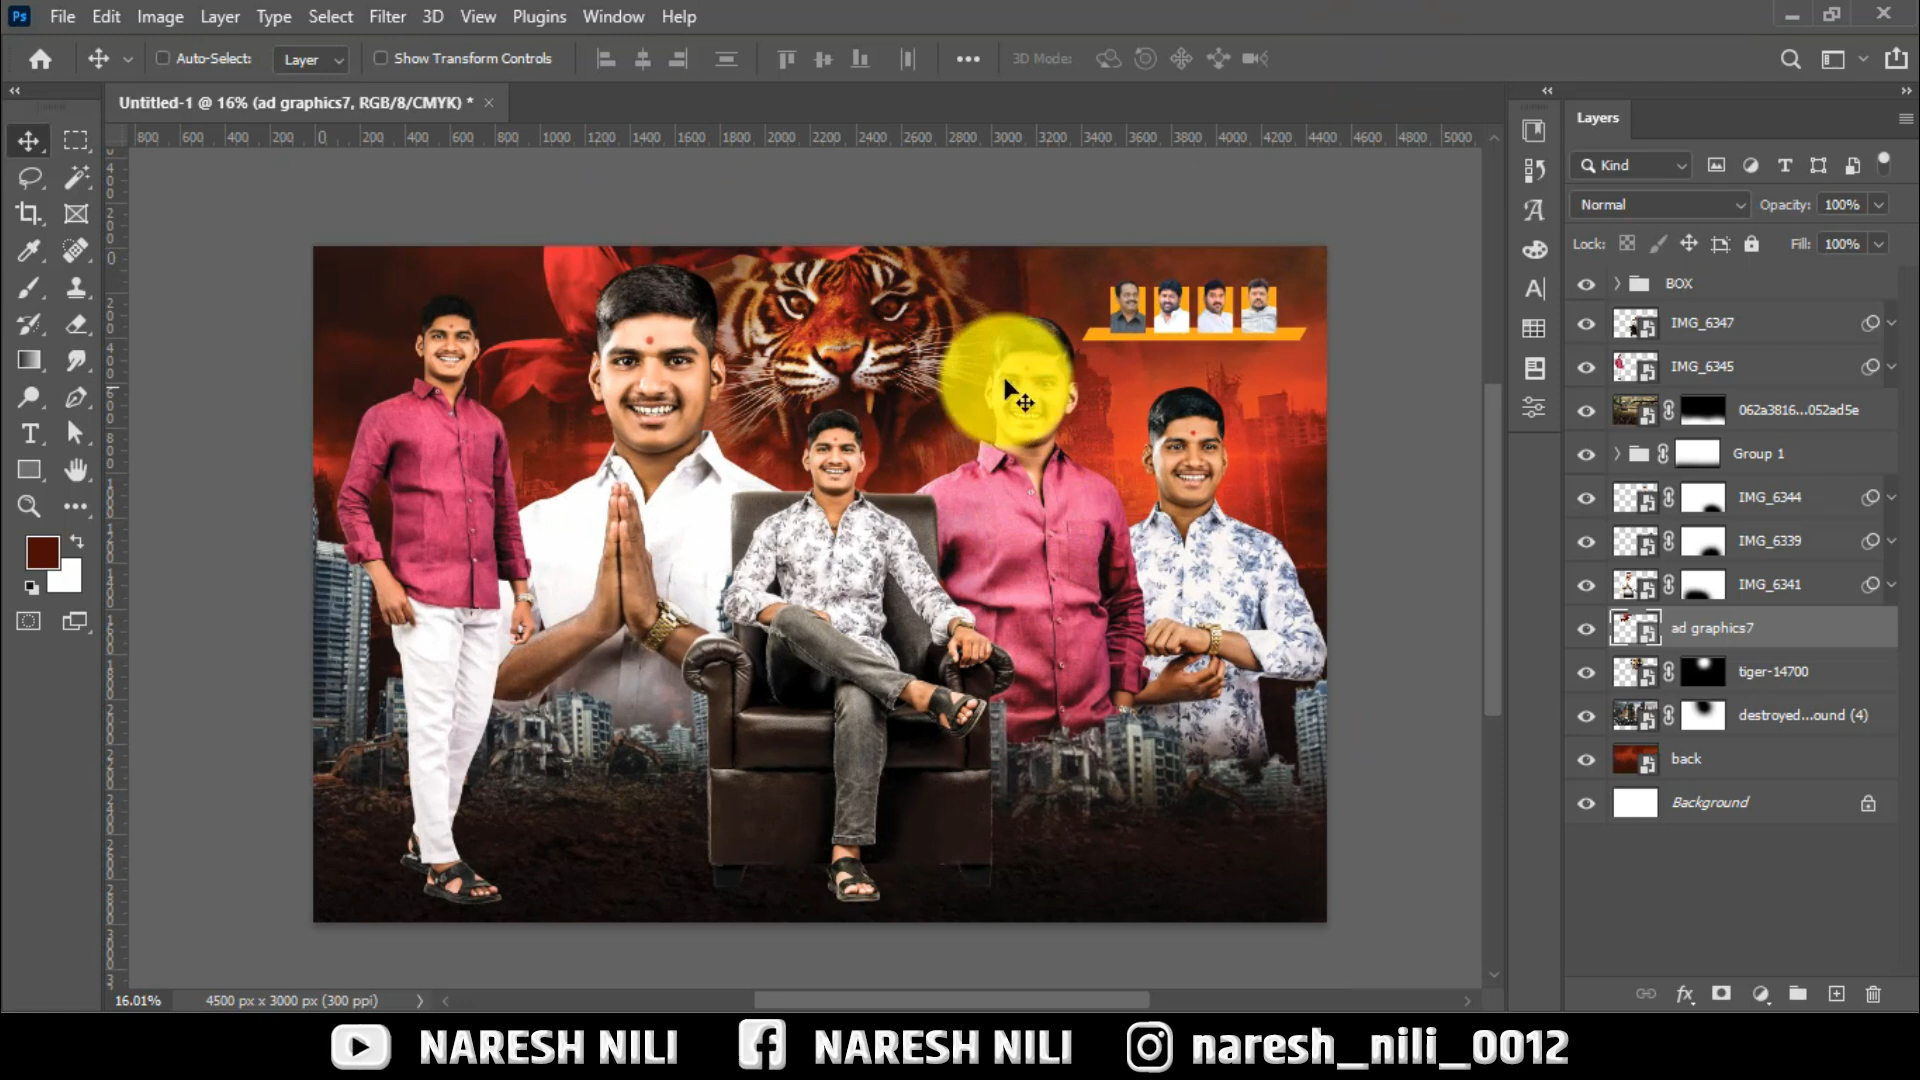 Ps File Edit Image Layer Type Select Filter 3D View Plugins Window Help
Auto-Select: Layer Show Transform Controls 3D Mode:
Untitled-1 @ 16% (ad graphics7, RGB/8/CMYK) *
800 600 400 200 0 200 400 600 800 1000 1200 1400 1600 1800 2000 2200 2400 2600 2800 3000 3200 3400 3600 3800 4000 4200 4400 4600 4800 5000
Layers
Kind
Normal Opacity: 100%
Lock: Fill: 100%
BOX
IMG_6347
IMG_6345
062a3816...052ad5e
Group 1
IMG_6344
IMG_6339
IMG_6341
ad graphics7
tiger-14700
destroyed...ound (4)
back
Background
16.01% 4500 px x 3000 px (300 ppi)
NARESH NILI NARESH NILI naresh_nili_0012